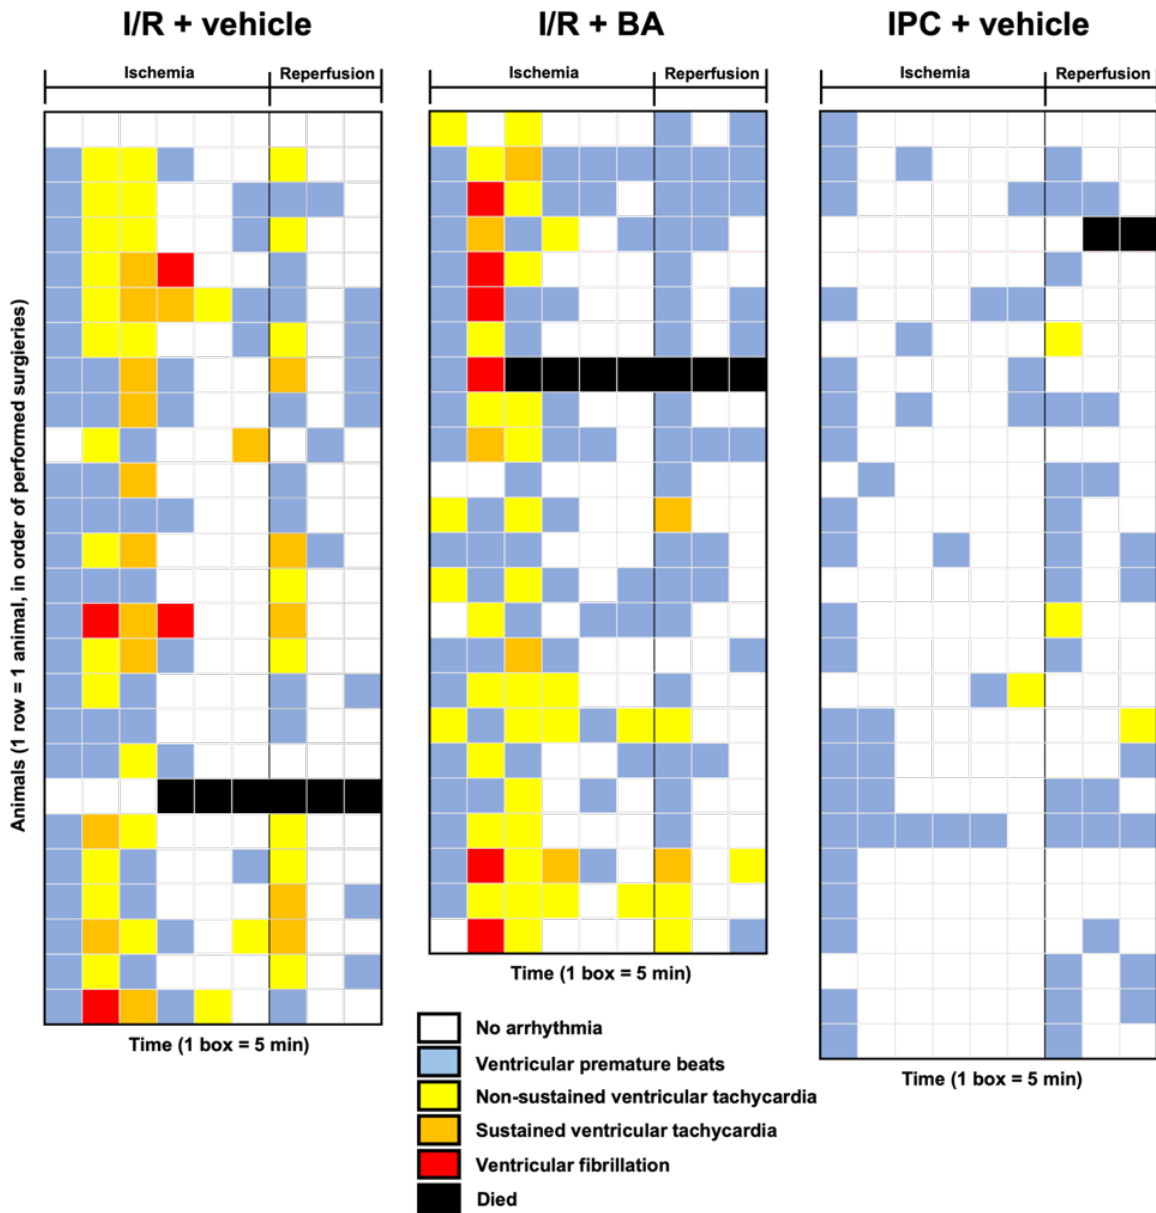 I/R + vehicle
I/R + BA
IPC + vehicle
Ischemia
Reperfusion
Ischemia
Reperfusion
Ischemia
Reperfusion
Animals (1 row = 1 animal, in order of performed surgieries)
Time (1 box = 5 min)
Time (1 box = 5 min)
Time (1 box = 5 min)
No arrhythmia
Ventricular premature beats
Non-sustained ventricular tachycardia
Sustained ventricular tachycardia
Ventricular fibrillation
Died